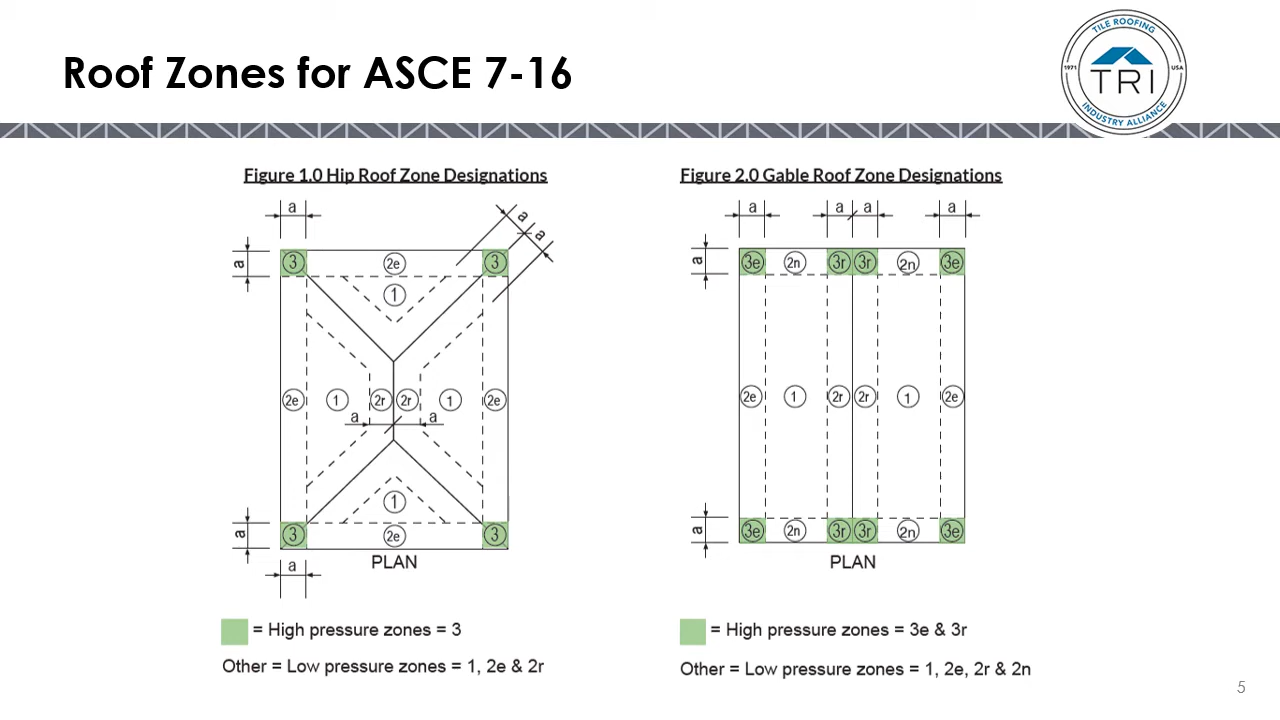 Roof Zones for ASCE 7-16
TILE ROOFING
1971 TRI USA
INDUSTRY ALLIANCE
Figure 1.0 Hip Roof Zone Designations
a
a
a
a
3 2e 3
1
2e 1 2r 2r 1 2e
a a
1
a
3 2e 3
PLAN
a
= High pressure zones = 3
Other = Low pressure zones = 1, 2e & 2r
Figure 2.0 Gable Roof Zone Designations
a a a a
a
3e 2n 3r 3r 2n 3e
2e 1 2r 2r 1 2e
a
3e 2n 3r 3r 2n 3e
PLAN
= High pressure zones = 3e & 3r
Other = Low pressure zones = 1, 2e, 2r & 2n
5